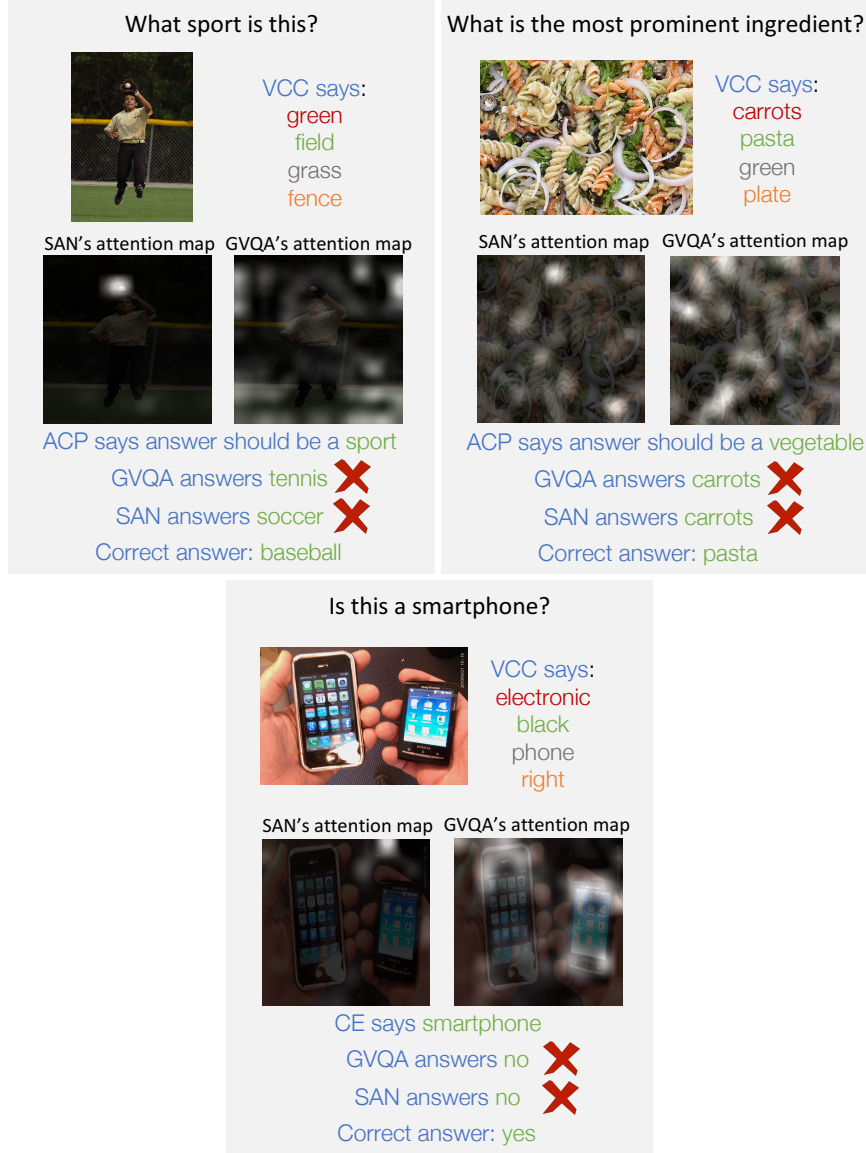 What sport is this?
VCC says:
green
field
grass
fence
SAN's attention map GVQA's attention map
ACP says answer should be a sport
GVQA answers tennis
SAN answers soccer
Correct answer: baseball
What is the most prominent ingredient?
VCC says:
carrots
pasta
green
plate
SAN's attention map GVQA's attention map
ACP says answer should be a vegetable
GVQA answers carrots
SAN answers carrots
Correct answer: pasta
Is this a smartphone?
VCC says:
electronic
black
phone
right
SAN's attention map GVQA's attention map
CE says smartphone
GVQA answers no
SAN answers no
Correct answer: yes